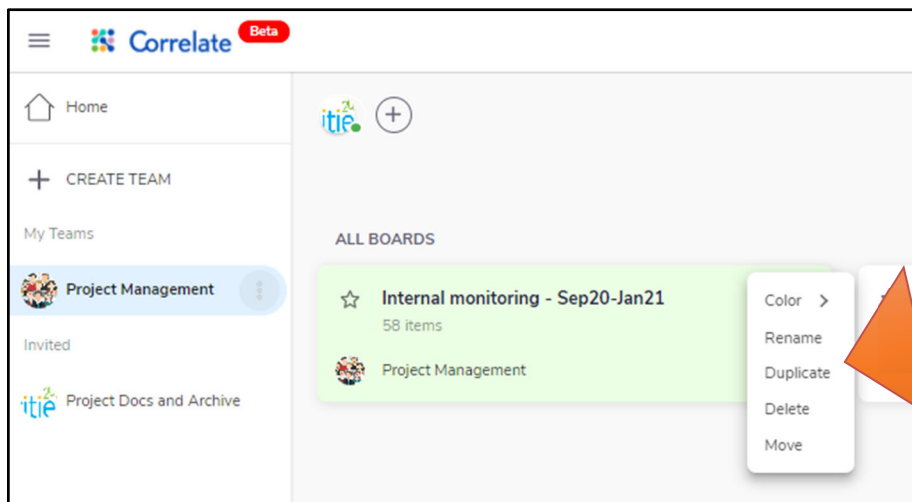 Correlate Beta
Home
CREATE TEAM
My Teams
Project Management
Invited
itie Project Docs and Archive
itie
ALL BOARDS
Internal monitoring - Sep20-Jan21
58 items
Project Management
Color
Rename
Duplicate
Delete
Move